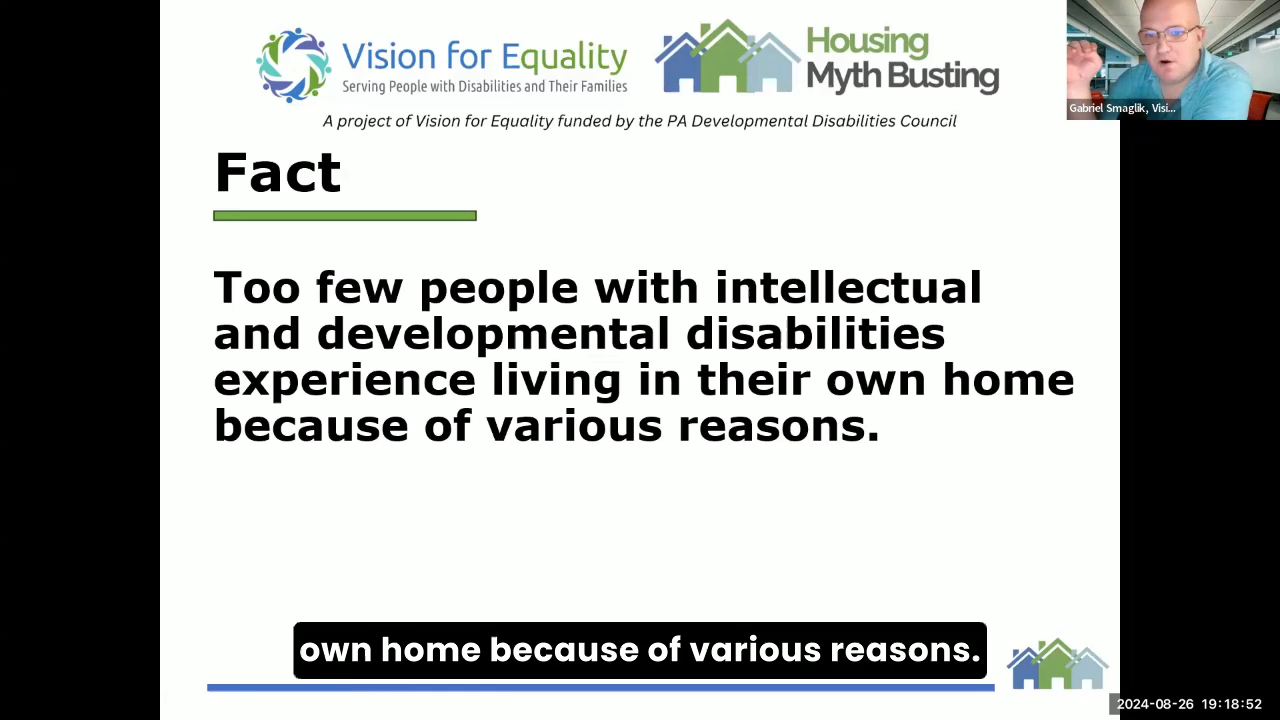 Vision for Equality
Serving People with Disabilities and Their Families
Housing
Myth Busting
A project of Vision for Equality funded by the PA Developmental Disabilities Council
Gabriel Smaglik, Visi...
Fact
Too few people with intellectual
and developmental disabilities
experience living in their own home
because of various reasons.
own home because of various reasons.
2024-08-26 19:18:52